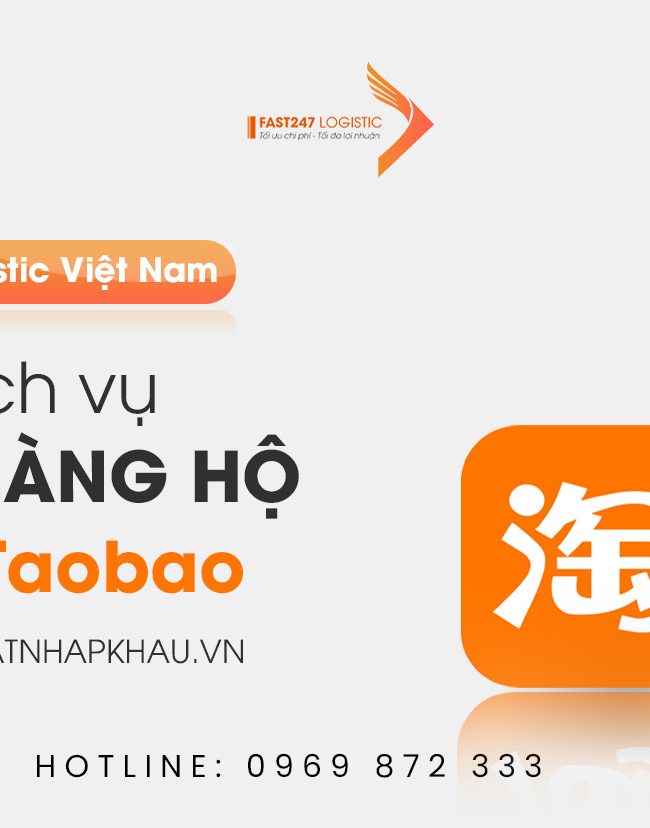 FAST247 LOGISTIC
Tối ưu chi phí - Tối đa lợi nhuận
stic Việt Nam
ch vụ
ÀNG HỘ
Taobao
ATNHAPKHAU.VN
淘
HOTLINE: 0969 872 333